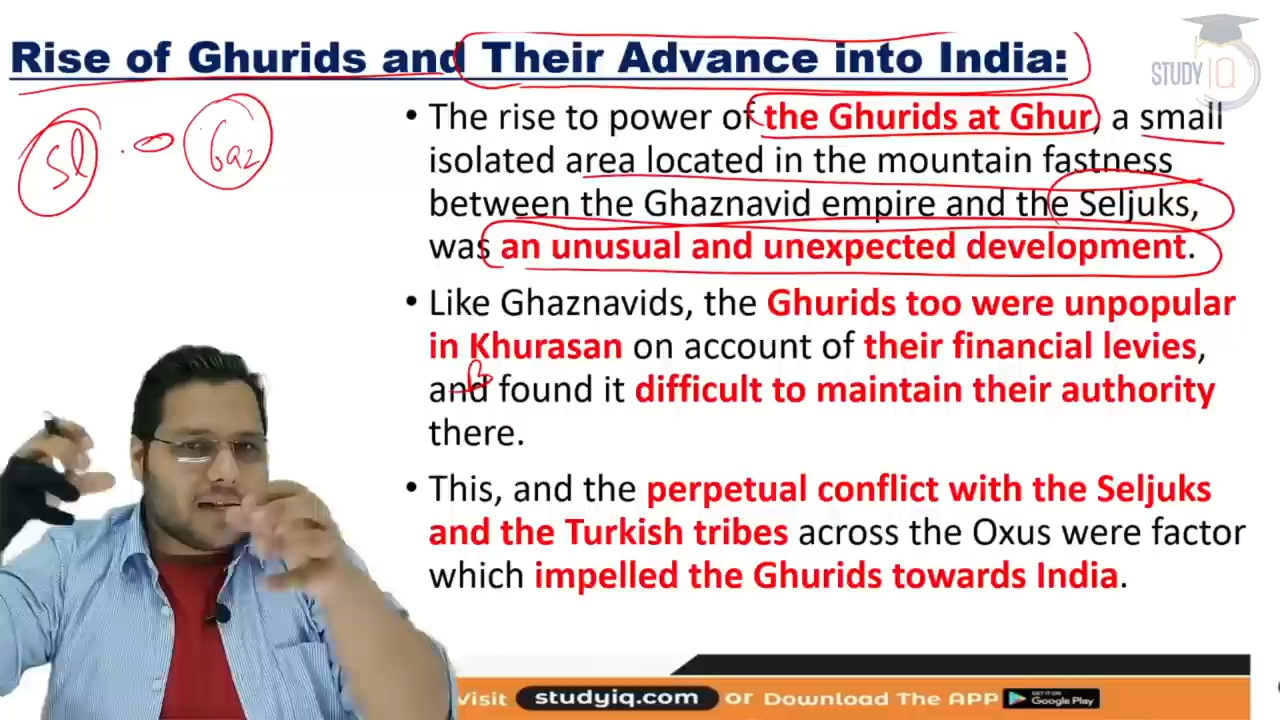 Rise of Ghurids and Their Advance into India:
STUDY IQ
Sl Gaz
• The rise to power of the Ghurids at Ghur, a small
isolated area located in the mountain fastness
between the Ghaznavid empire and the Seljuks,
was an unusual and unexpected development.
• Like Ghaznavids, the Ghurids too were unpopular
in Khurasan on account of their financial levies,
and found it difficult to maintain their authority
there.
• This, and the perpetual conflict with the Seljuks
and the Turkish tribes across the Oxus were factor
which impelled the Ghurids towards India.
visit studyiq.com or Download The APP GET IT ON Google Play